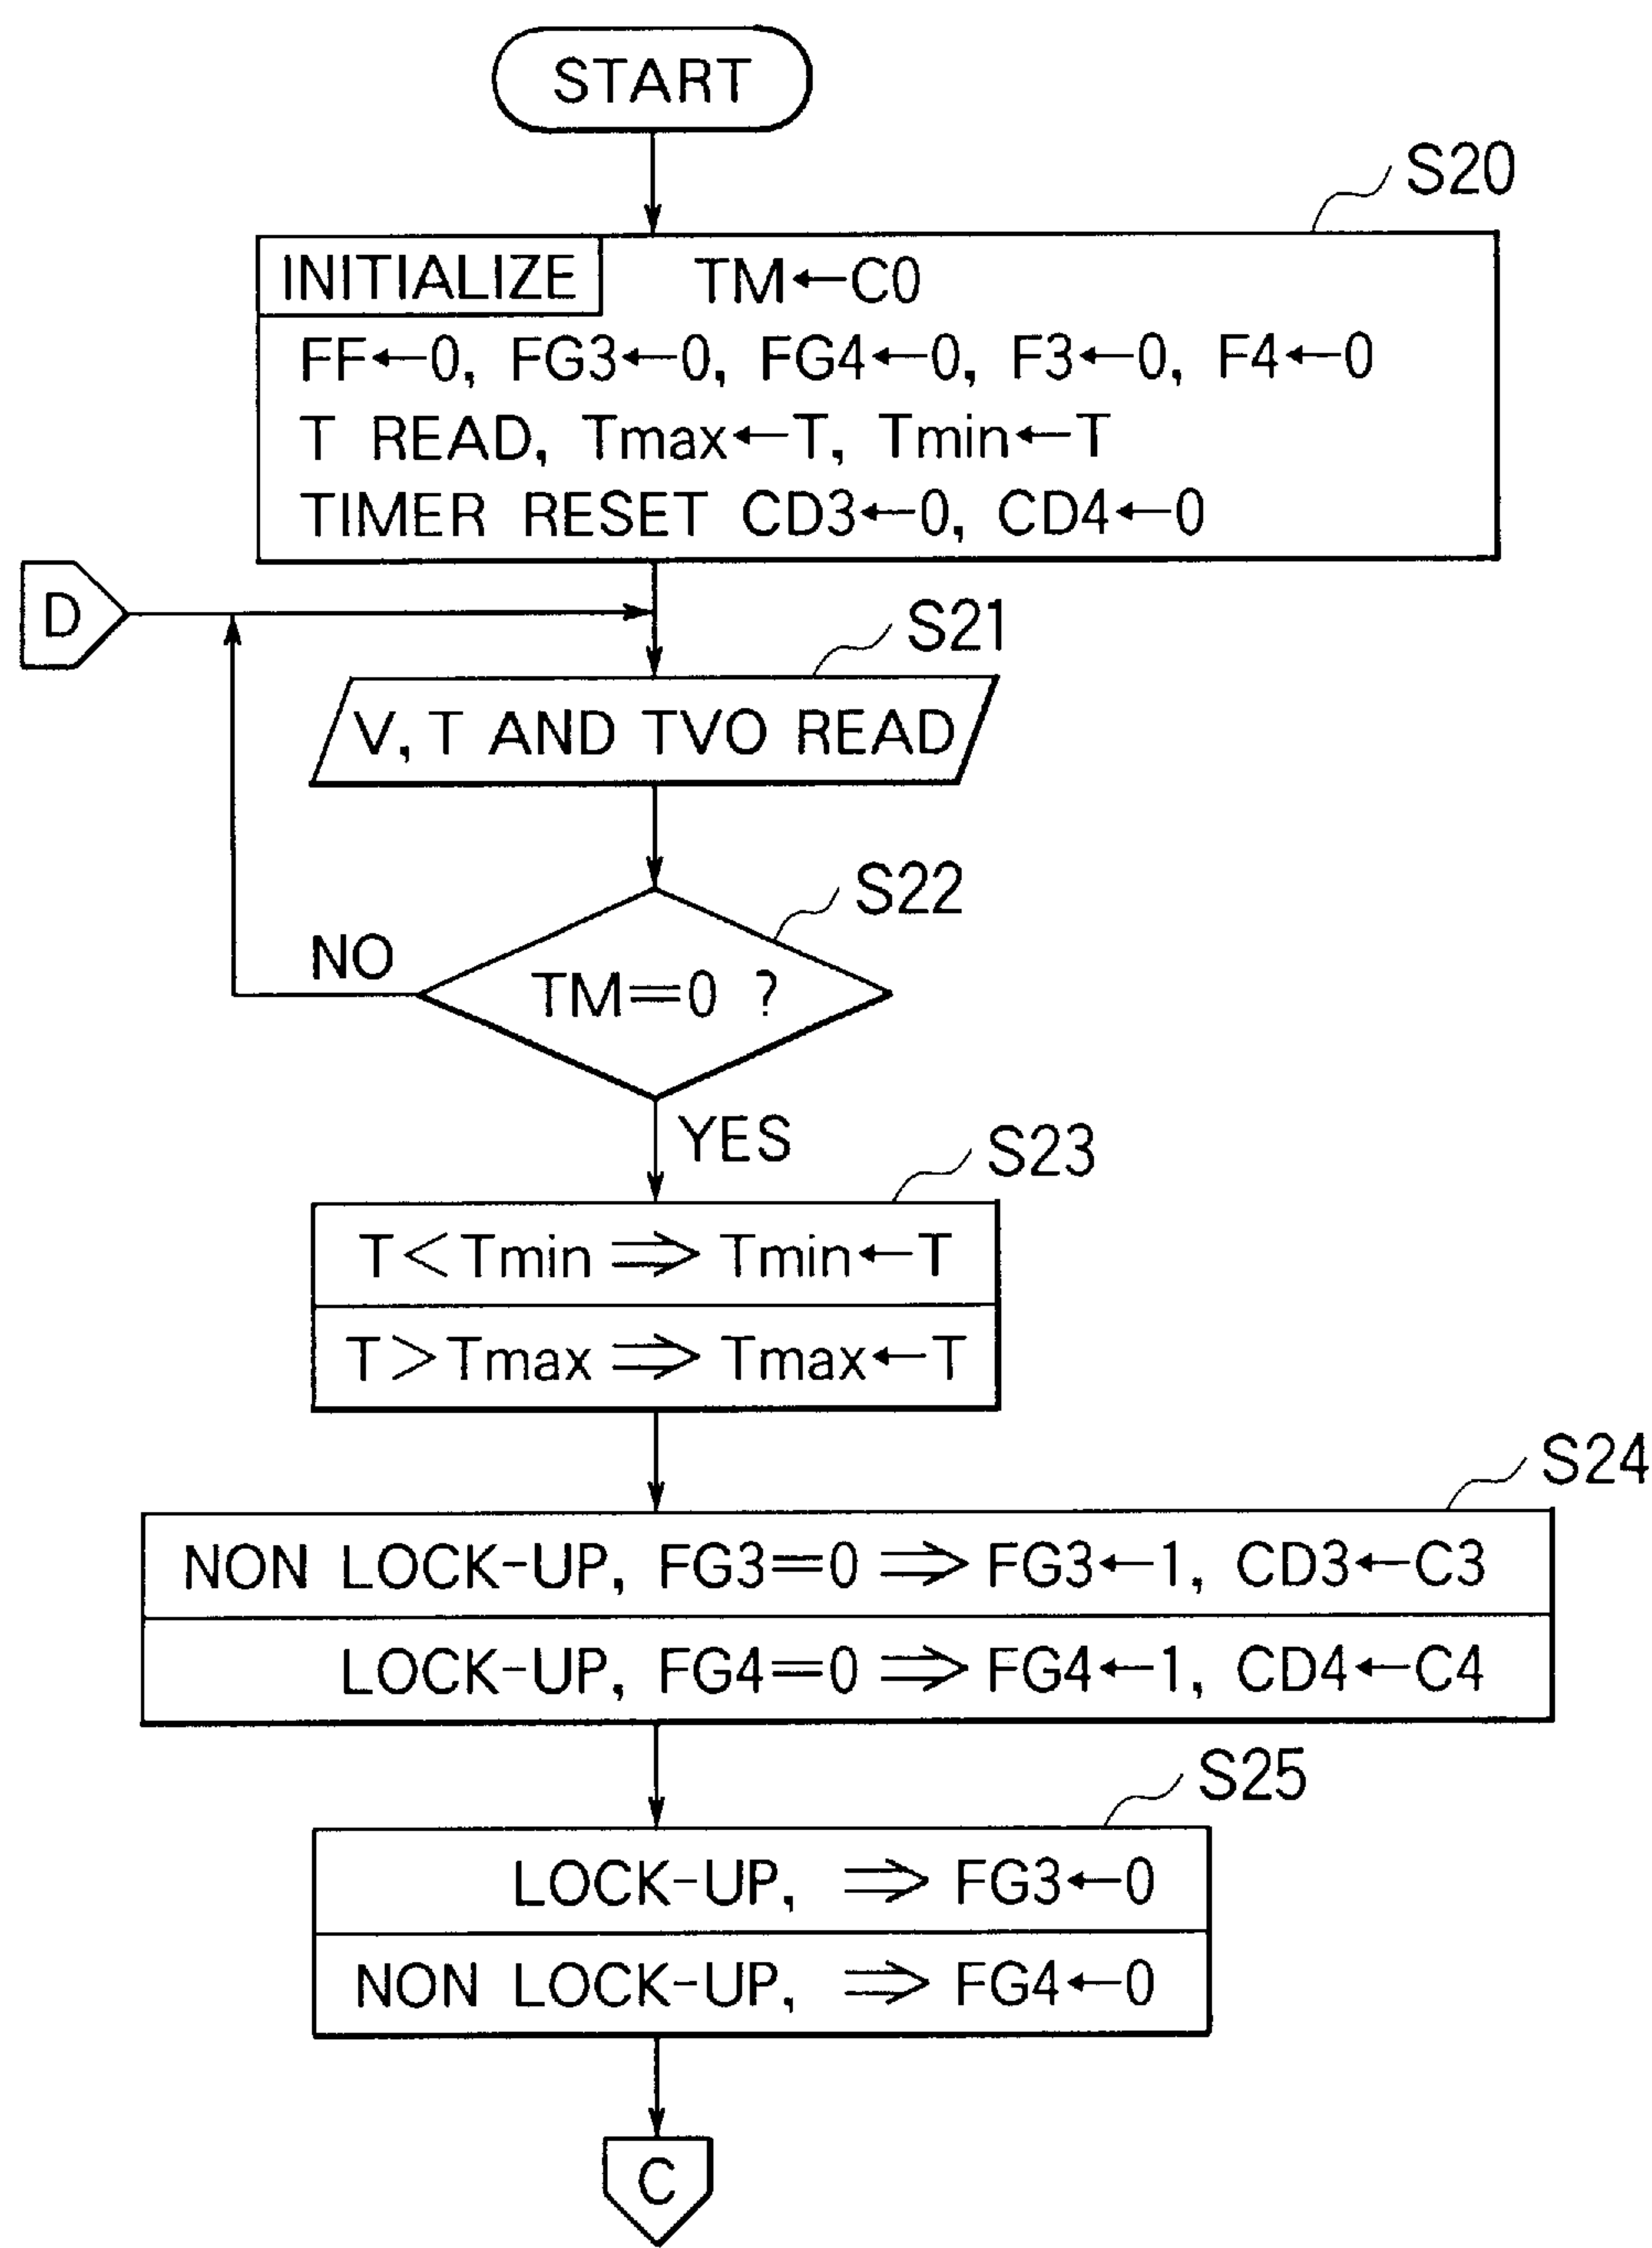 START
S20
INITIALIZE TM←C0
FF←0, FG3←0, FG4←0, F3←0, F4←0
T READ, Tmax←T, Tmin←T
TIMER RESET CD3←0, CD4←0
D
S21
V, T AND TVO READ
S22
NO
TM=0 ?
YES
S23
T<Tmin ⇒ Tmin←T
T>Tmax ⇒ Tmax←T
S24
NON LOCK-UP, FG3=0 ⇒ FG3←1, CD3←C3
LOCK-UP, FG4=0 ⇒ FG4←1, CD4←C4
S25
LOCK-UP, ⇒ FG3←0
NON LOCK-UP, ⇒ FG4←0
C